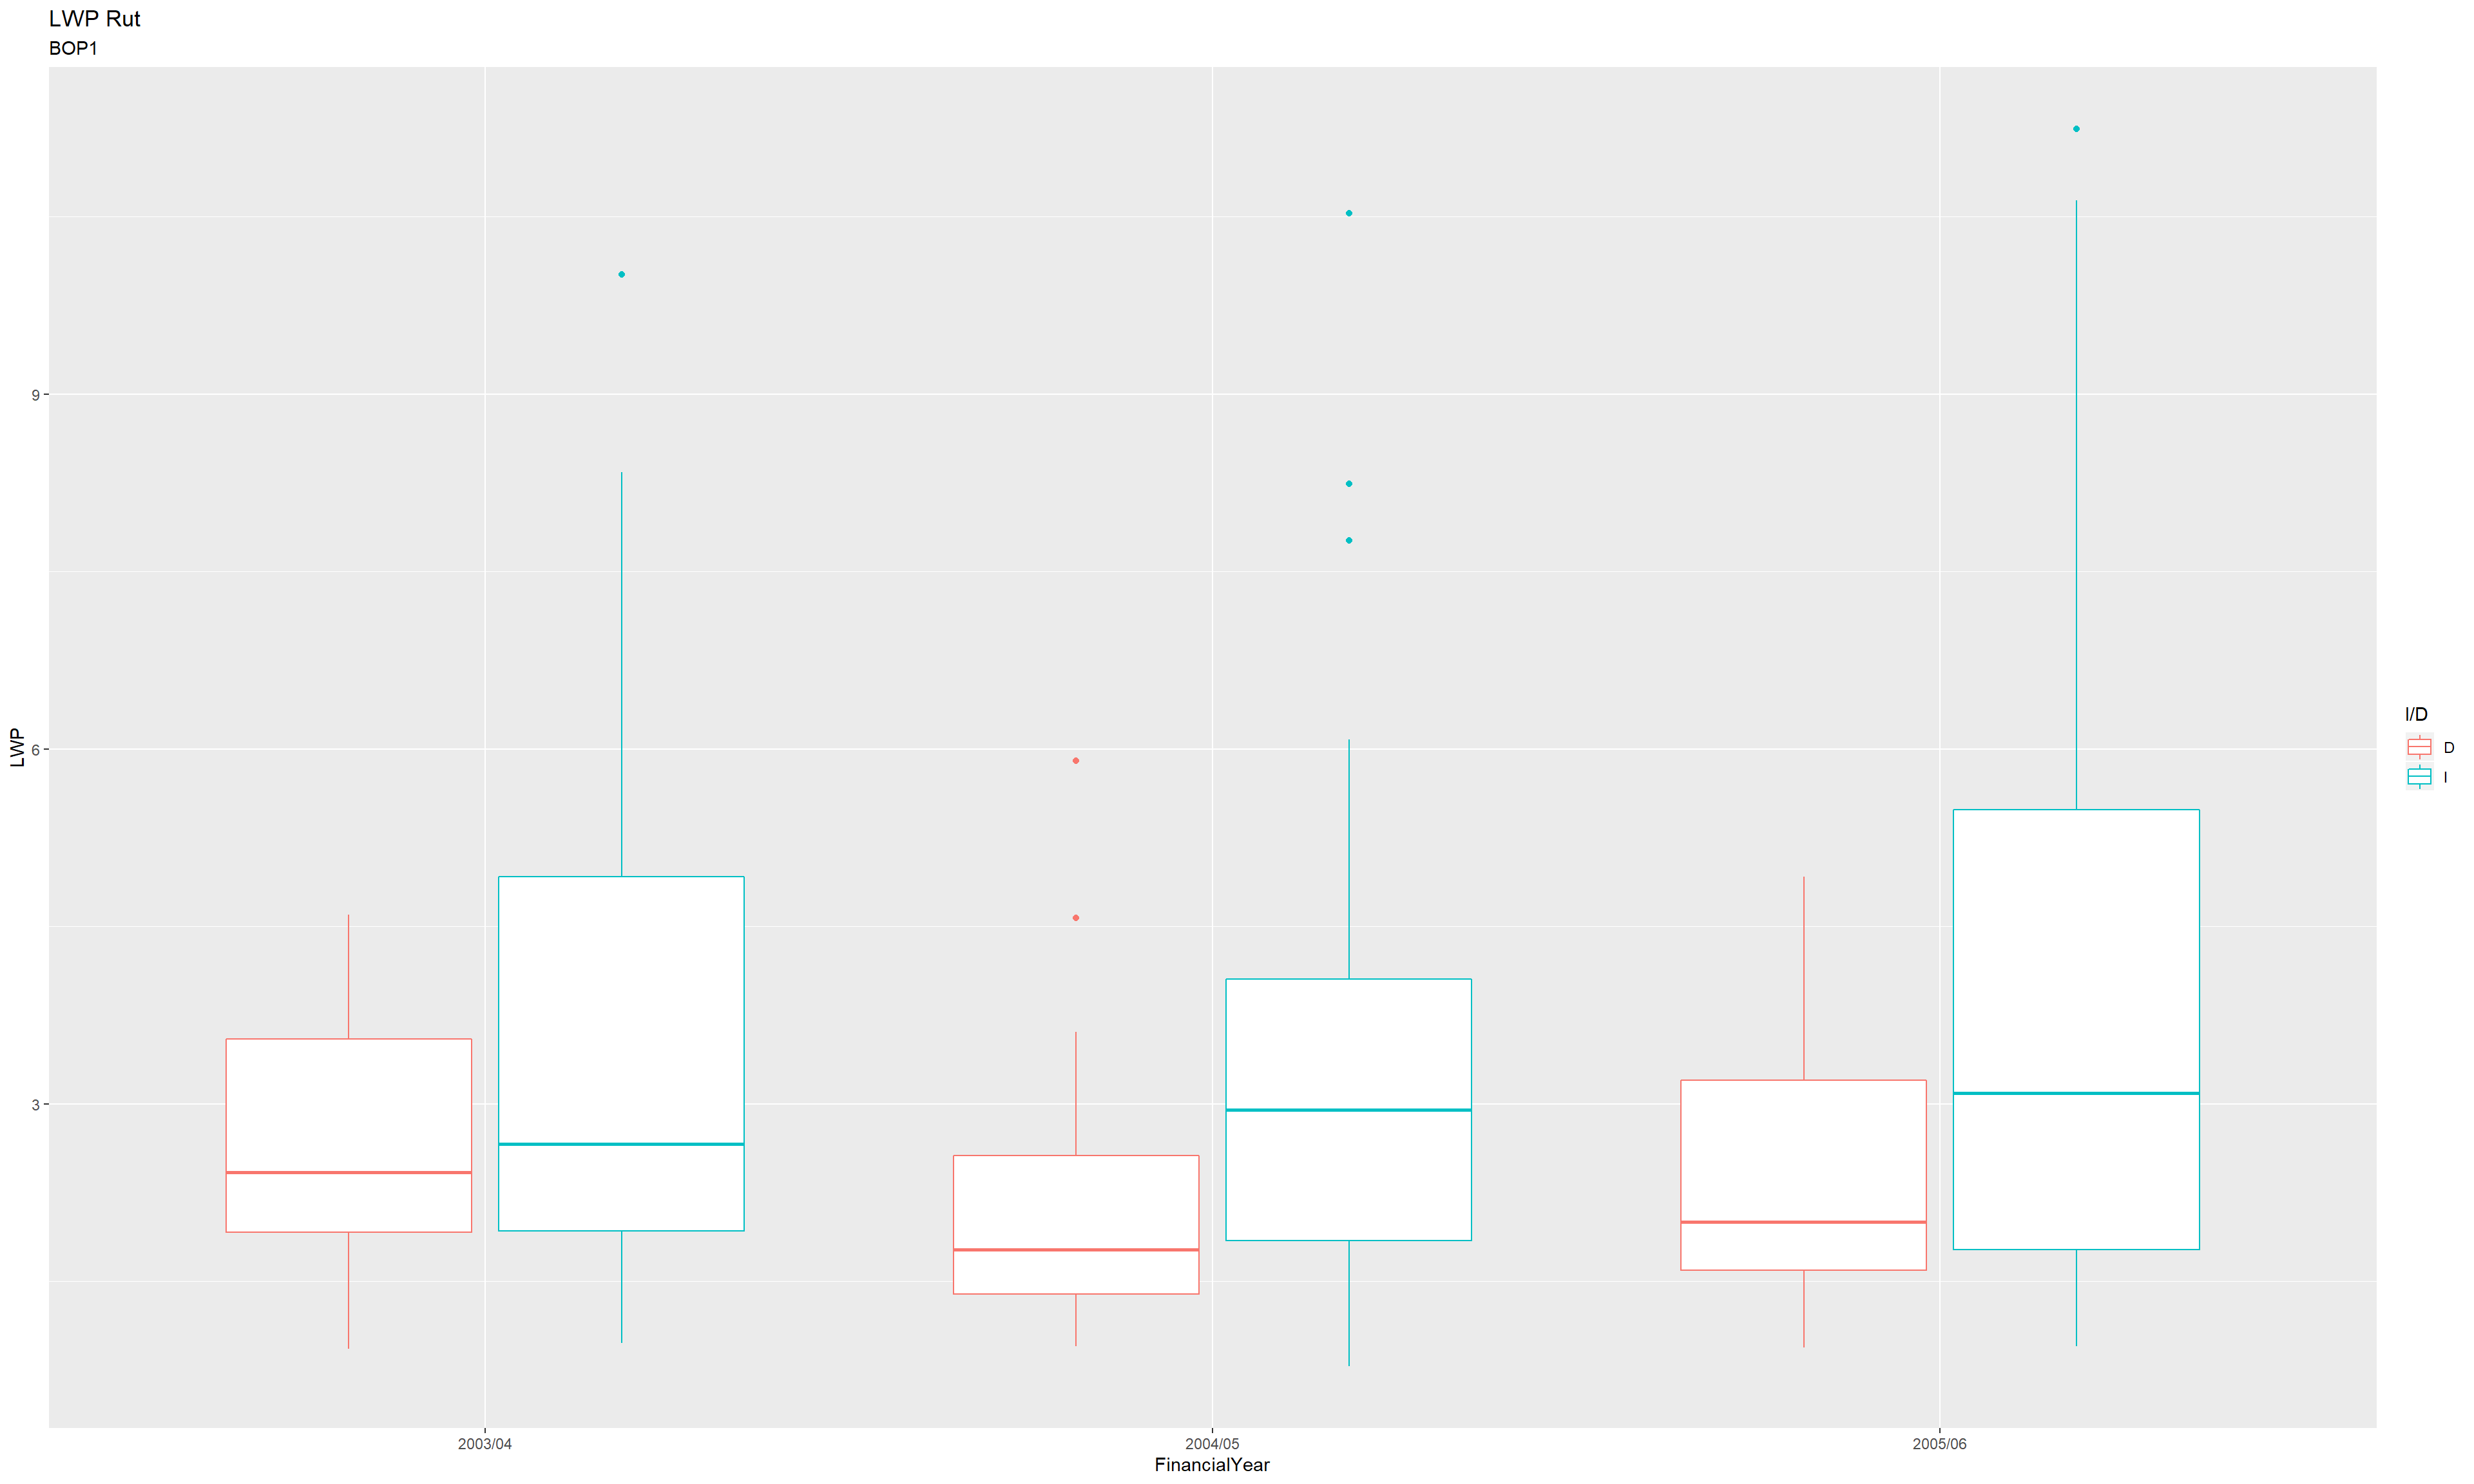 LWP Rut
BOP1
LWP
9
6
3
2003/04
2004/05
2005/06
FinancialYear
I/D
D
I